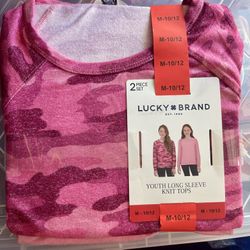 M-10/12
M-10/12
M-10/12
M-10/12
2 PIECE
SET
LUCKY BRAND
EST. 1990
YOUTH LONG SLEEVE
KNIT TOPS
M-10/12
M-10/12
M-10/12